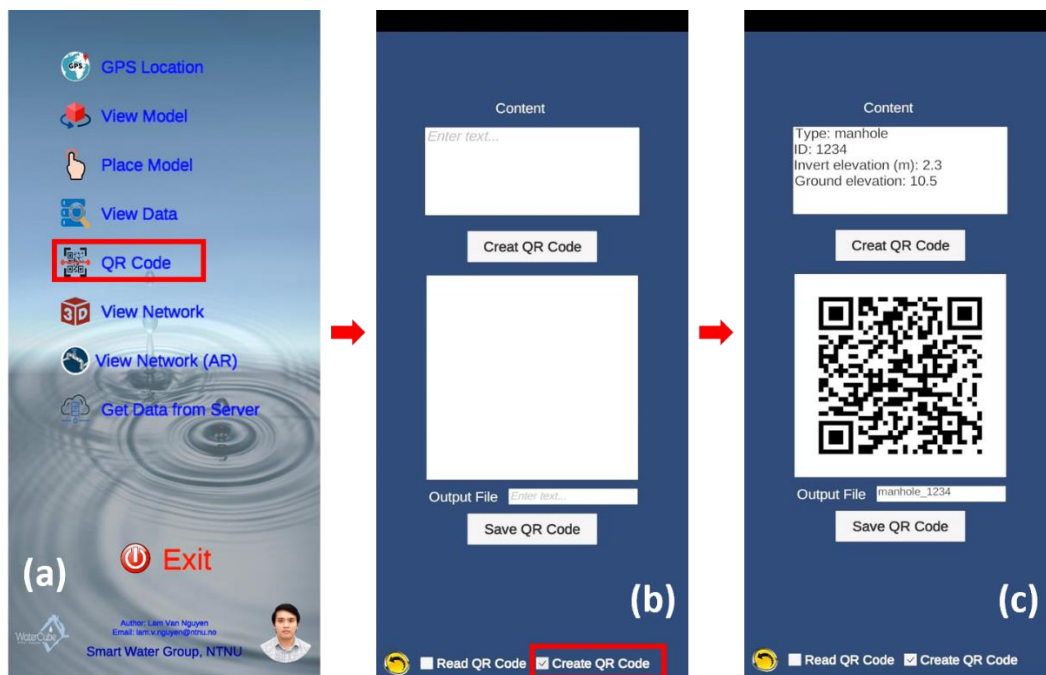 GPS
GPS Location
View Model
Place Model
View Data
QR Code
3D
View Network
View Network (AR)
Get Data from Server
Exit
(a)
WaterCube
Author: Lam Van Nguyen
Email: lam.v.nguyen@ntnu.no
Smart Water Group, NTNU
Content
Enter text...
Creat QR Code
Output File Enter text...
Save QR Code
(b)
Read QR Code Create QR Code
Content
Type: manhole
ID: 1234
Invert elevation (m): 2.3
Ground elevation: 10.5
Creat QR Code
Output File manhole_1234
Save QR Code
(c)
Read QR Code Create QR Code